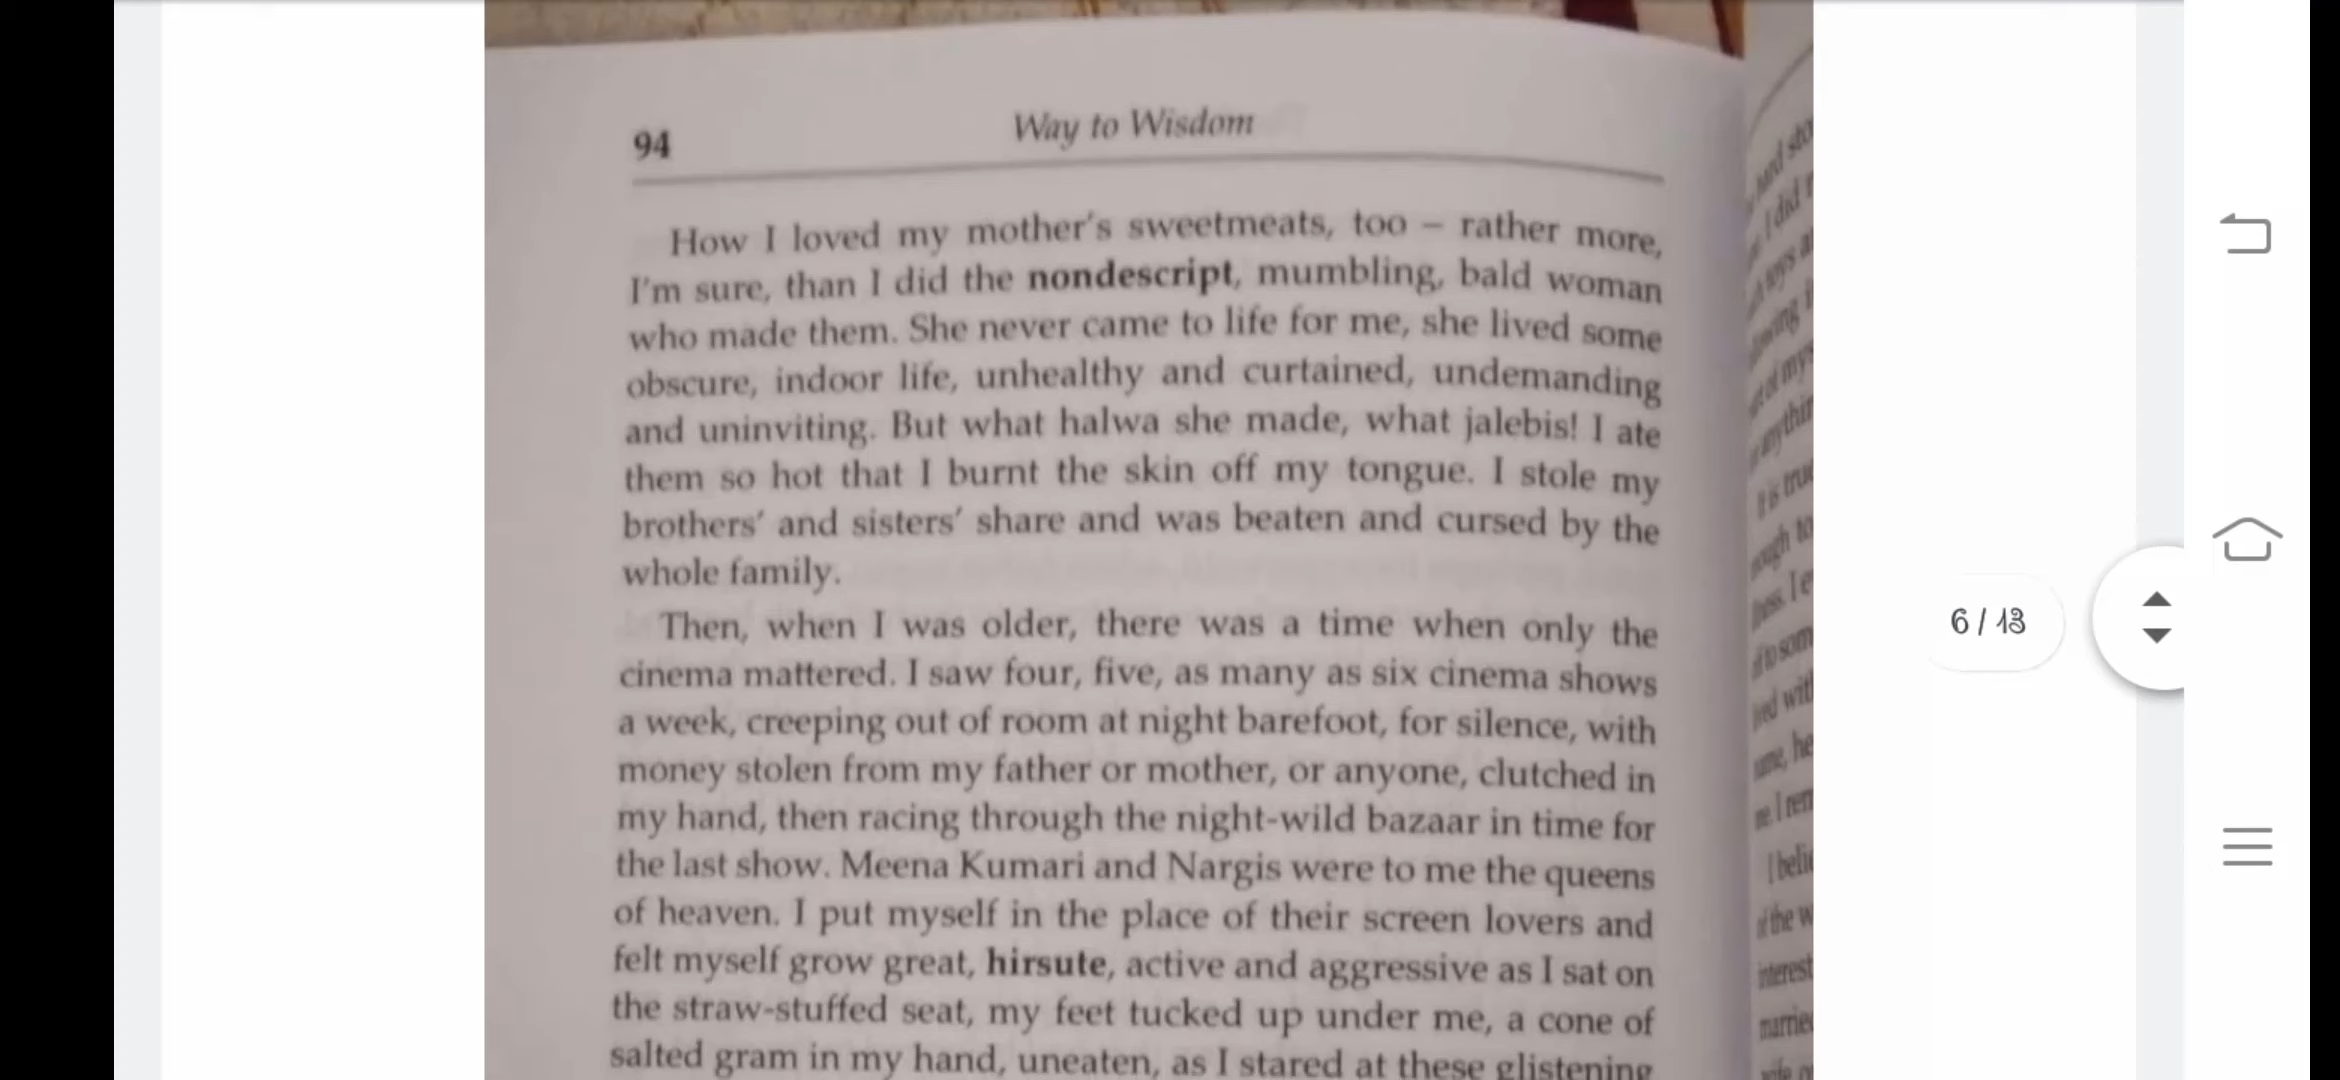 94
Way to Wisdom
How I loved my mother's sweetmeats, too – rather more,
I'm sure, than I did the nondescript, mumbling, bald woman
who made them. She never came to life for me, she lived some
obscure, indoor life, unhealthy and curtained, undemanding
and uninviting. But what halwa she made, what jalebis! I ate
them so hot that I burnt the skin off my tongue. I stole my
brothers' and sisters' share and was beaten and cursed by the
whole family.
Then, when I was older, there was a time when only the
cinema mattered. I saw four, five, as many as six cinema shows
a week, creeping out of room at night barefoot, for silence, with
money stolen from my father or mother, or anyone, clutched in
my hand, then racing through the night-wild bazaar in time for
the last show. Meena Kumari and Nargis were to me the queens
of heaven. I put myself in the place of their screen lovers and
felt myself grow great, hirsute, active and aggressive as I sat on
the straw-stuffed seat, my feet tucked up under me, a cone of
salted gram in my hand, uneaten, as I stared at these glistening
6 / 13